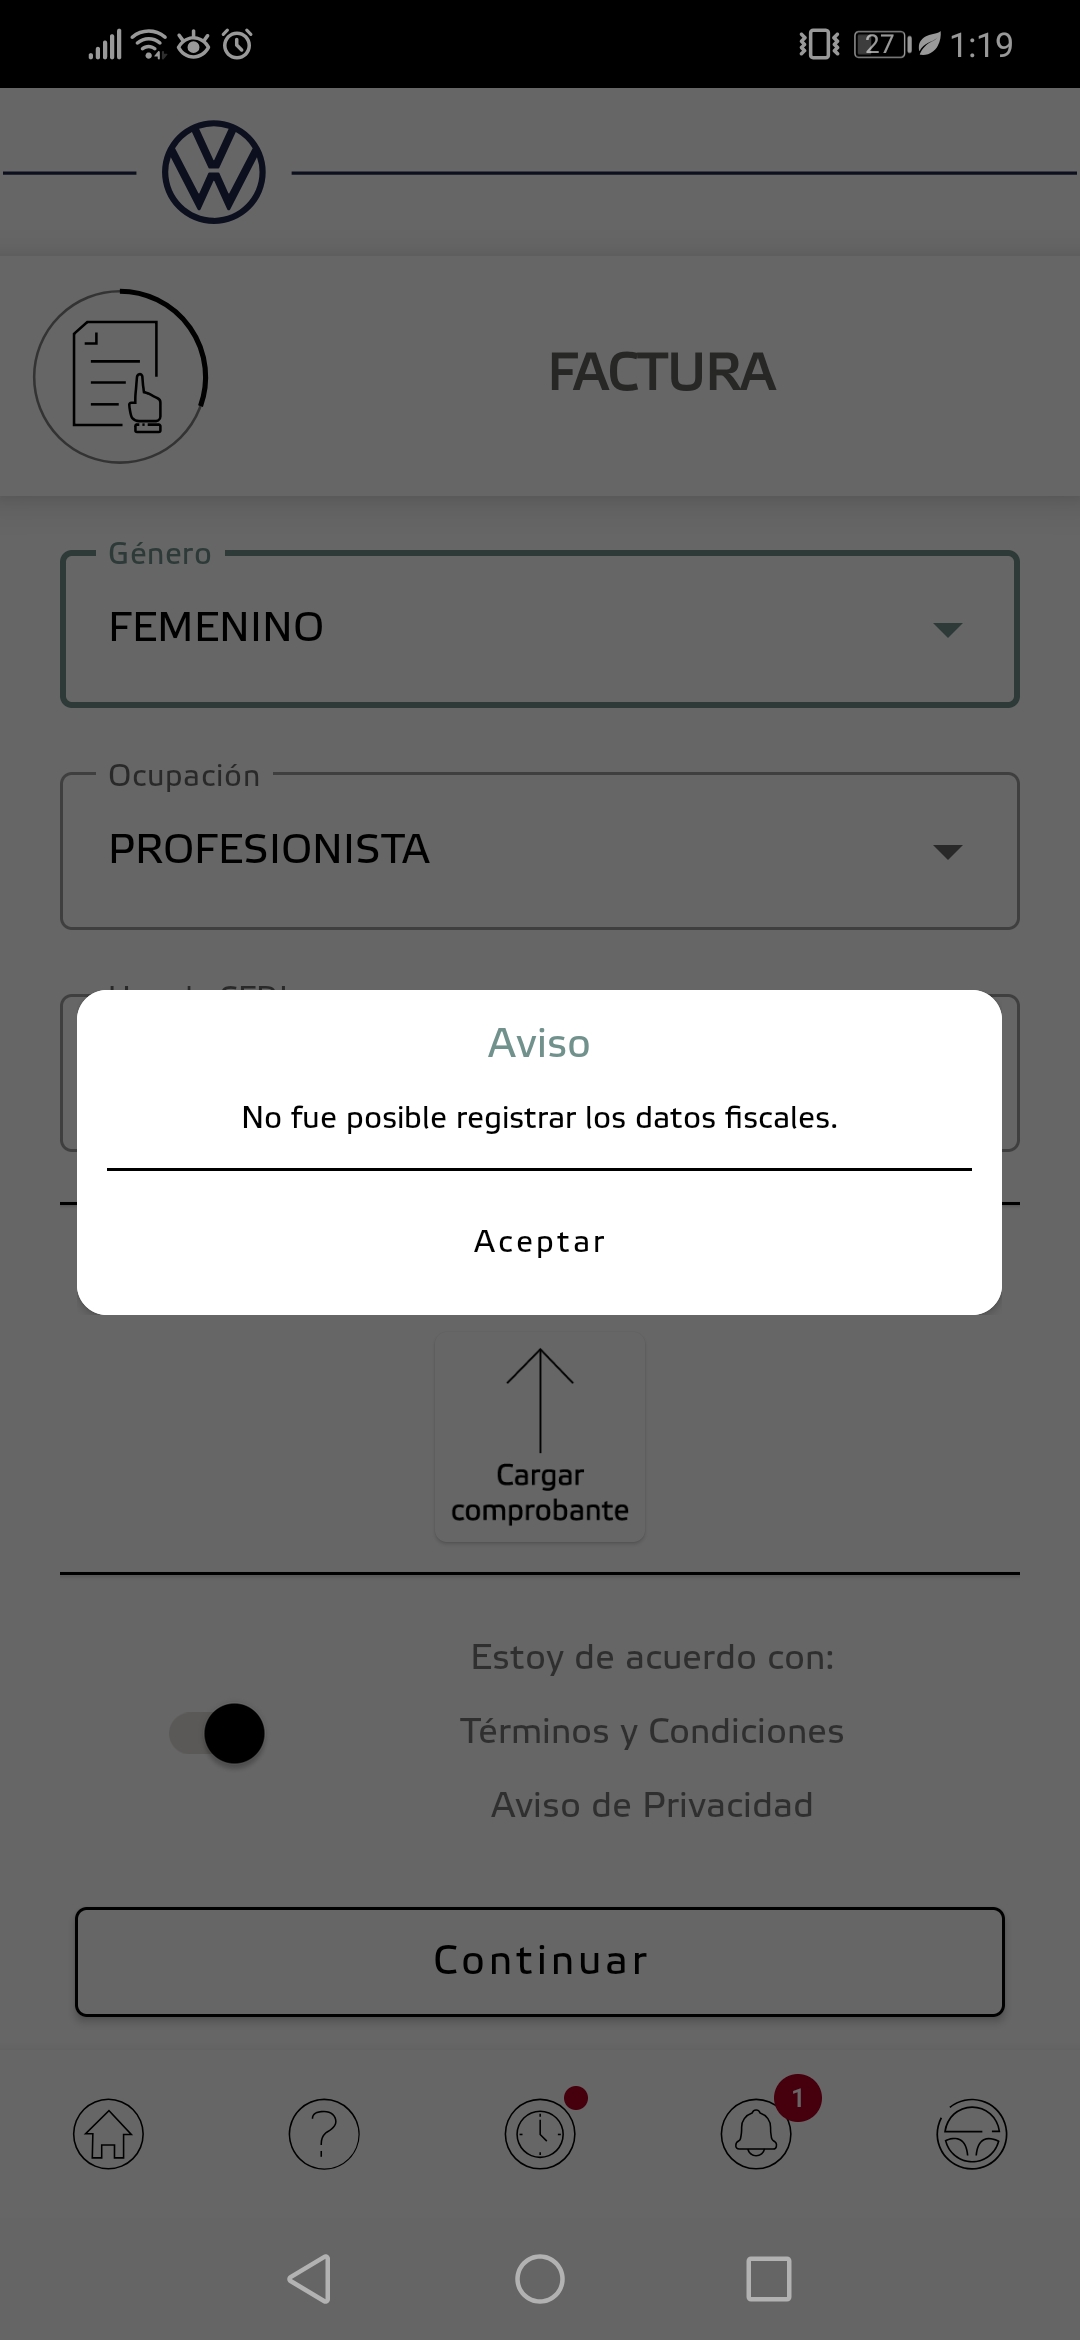 27 1:19
FACTURA
Género
FEMENINO
Ocupación
PROFESIONISTA
Aviso
No fue posible registrar los datos fiscales.
Aceptar
Cargar
comprobante
Estoy de acuerdo con:
Términos y Condiciones
Aviso de Privacidad
Continuar
1